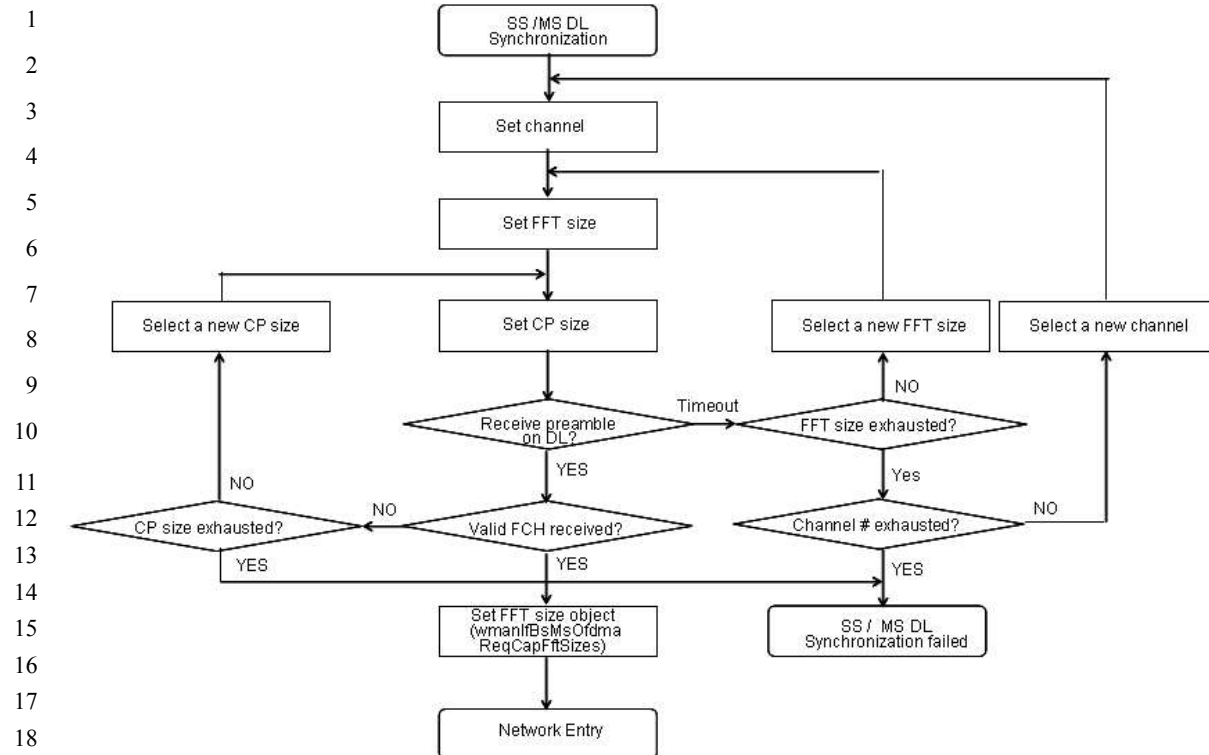 1
SS /MS DL
Synchronization
2
3
Set channel
4
5
Set FFT size
6
7
Select a new CP size
Set CP size
Select a new FFT size
Select a new channel
8
9
NO
Timeout
10
Receive preamble
on DL?
FFT size exhausted?
11
NO
YES
Yes
12
CP size exhausted?
NO
Valid FCH received?
Channel # exhausted?
NO
13
YES
YES
YES
14
15
Set FFT size object
(wmanIfBsMsOfdma
ReqCapFftSizes)
SS / MS DL
Synchronization failed
16
17
18
Network Entry